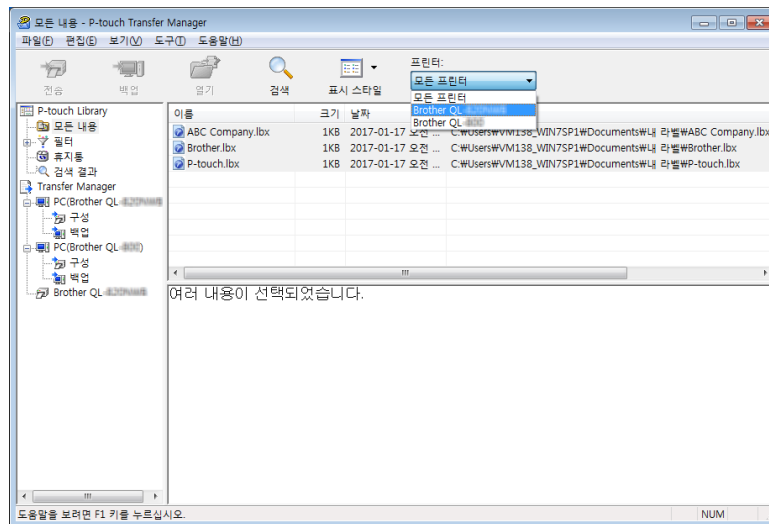 모든 내용 - P-touch Transfer Manager
파일(F) 편집(E) 보기(V) 도구(T) 도움말(H)
프린터:
전송 백업 열기 검색 표시 스타일 모든 프린터
모든 프린터
Brother QL-
Brother QL-
P-touch Library
모든 내용
필터
휴지통
검색 결과
Transfer Manager
PC(Brother QL-
구성
백업
PC(Brother QL- )
구성
백업
Brother QL-
이름 크기 날짜
ABC Company.lbx 1KB 2017-01-17 오전 ... C:₩Users₩VM138_WIN7SP1₩Documents₩내 라벨₩ABC Company.lbx
Brother.lbx 1KB 2017-01-17 오전 ... C:₩Users₩VM138_WIN7SP1₩Documents₩내 라벨₩Brother.lbx
P-touch.lbx 1KB 2017-01-17 오전 ... C:₩Users₩VM138_WIN7SP1₩Documents₩내 라벨₩P-touch.lbx
여러 내용이 선택되었습니다.
도움말을 보려면 F1 키를 누르십시오. NUM